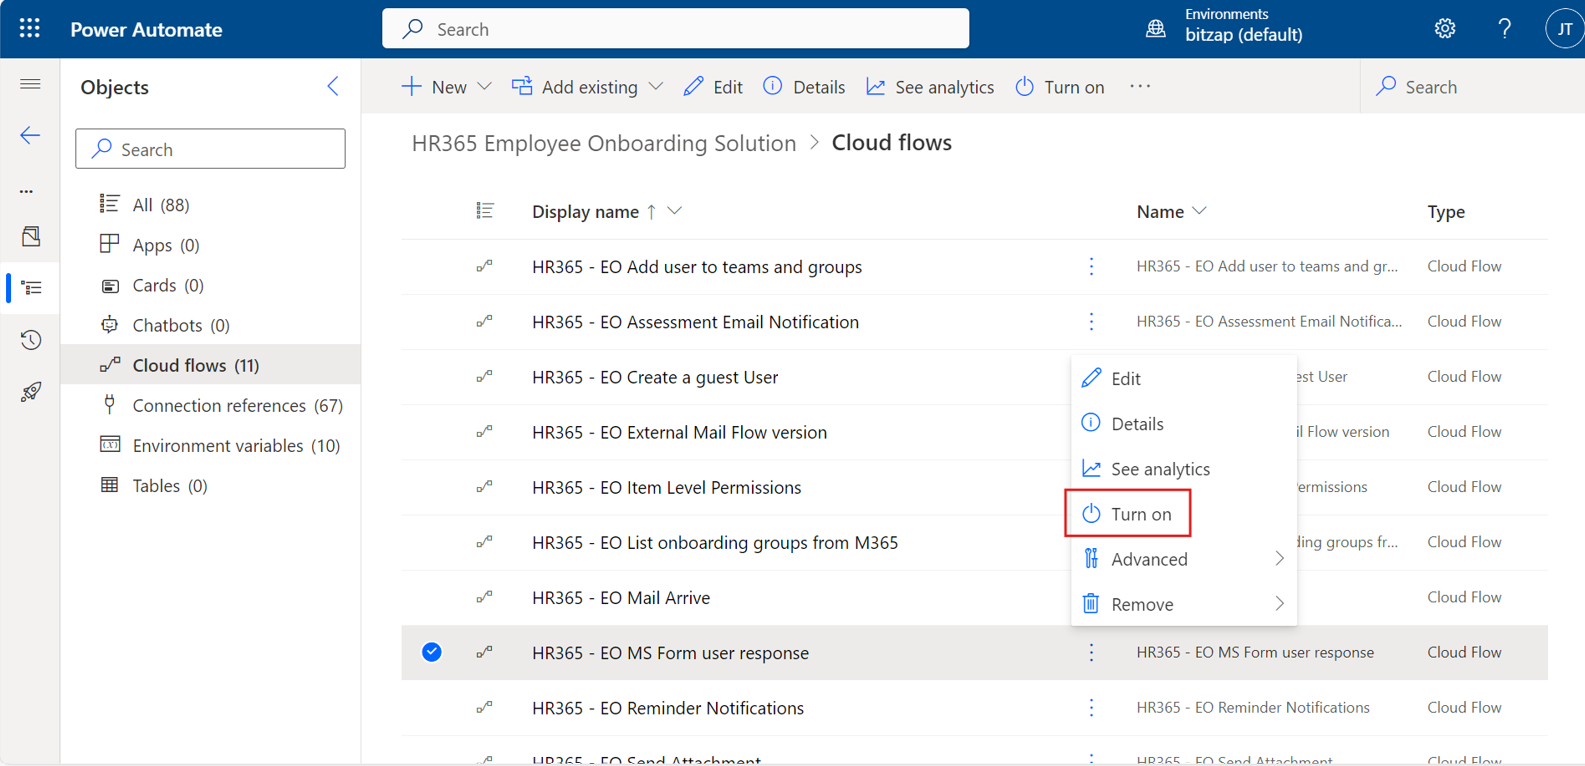 Power Automate
Search
Environments
bitzap (default)
?
JT
Objects
New
Add existing
Edit
Details
See analytics
Turn on
...
Search
Search
All (88)
Apps (0)
Cards (0)
Chatbots (0)
Cloud flows (11)
Connection references (67)
Environment variables (10)
Tables (0)
HR365 Employee Onboarding Solution > Cloud flows
Display name ↑ Name Type
HR365 - EO Add user to teams and groups HR365 - EO Add user to teams and gr... Cloud Flow
HR365 - EO Assessment Email Notification HR365 - EO Assessment Email Notifica... Cloud Flow
HR365 - EO Create a guest User est User Cloud Flow
HR365 - EO External Mail Flow version il Flow version Cloud Flow
HR365 - EO Item Level Permissions ermissions Cloud Flow
HR365 - EO List onboarding groups from M365 ding groups fr... Cloud Flow
HR365 - EO Mail Arrive Cloud Flow
HR365 - EO MS Form user response HR365 - EO MS Form user response Cloud Flow
HR365 - EO Reminder Notifications HR365 - EO Reminder Notifications Cloud Flow
HR365 - EO Send Attachment HR365 - EO Send Attachment Cloud Flow
Edit
Details
See analytics
Turn on
Advanced
Remove